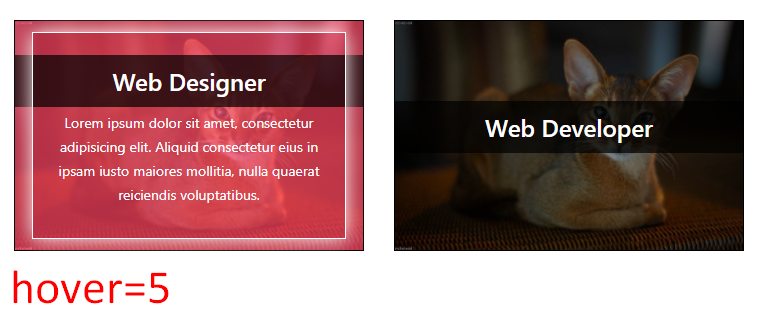 Web Designer
Lorem ipsum dolor sit amet, consectetur
adipisicing elit. Aliquid consectetur eius in
ipsam iusto maiores mollitia, nulla quaerat
reiciendis voluptatibus.
Web Developer
hover=5